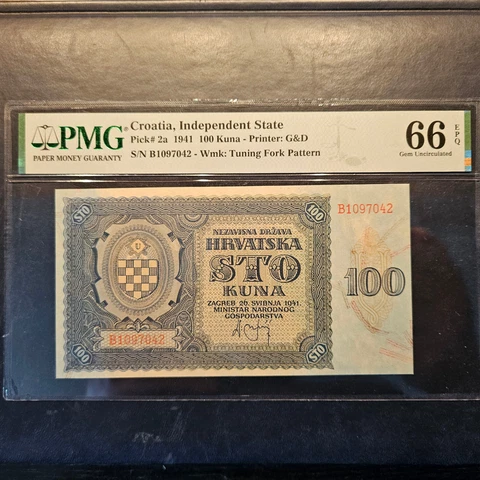 PMG
PAPER MONEY GUARANTY
Croatia, Independent State
Pick# 2a 1941 100 Kuna - Printer: G&D
S/N B1097042 - Wmk: Tuning Fork Pattern
66 EPQ
Gem Uncirculated
STO
100
B1097042
U
NEZAVISNA DRŽAVA
HRVATSKA
STO
KUNA
ZAGREB 26. SVIBNJA 1941.
MINISTAR NARODNOG
GOSPODARSTVA
100
B1097042
100
STO